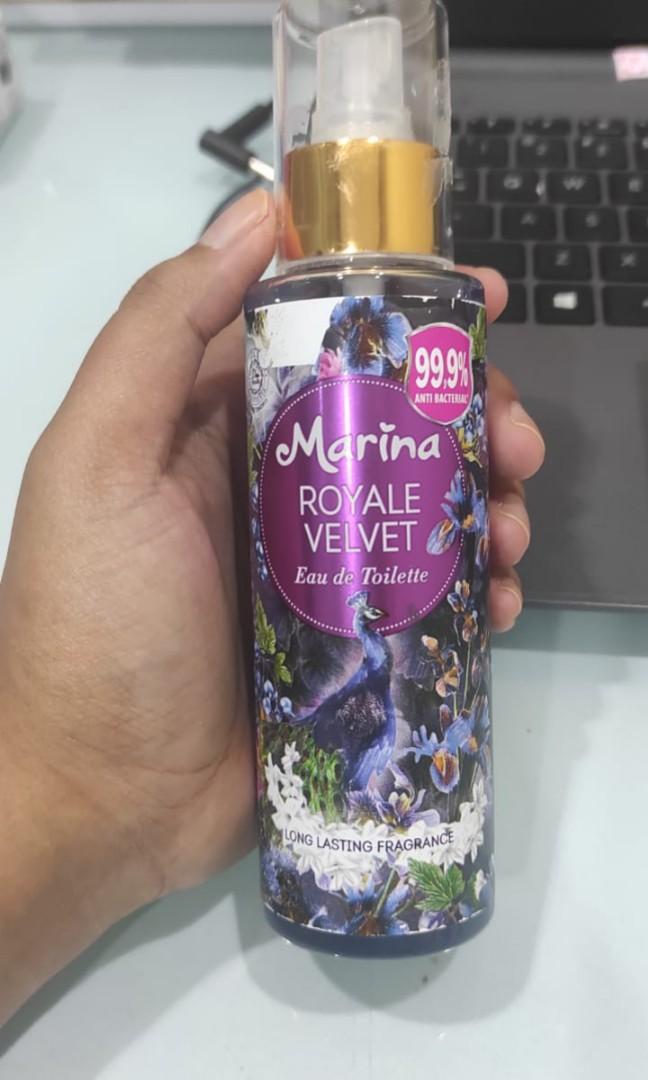 99,9%
ANTI BACTERIAL*
Marina
ROYALE
VELVET
Eau de Toilette
LONG LASTING FRAGRANCE
Q W E
A S
Z X